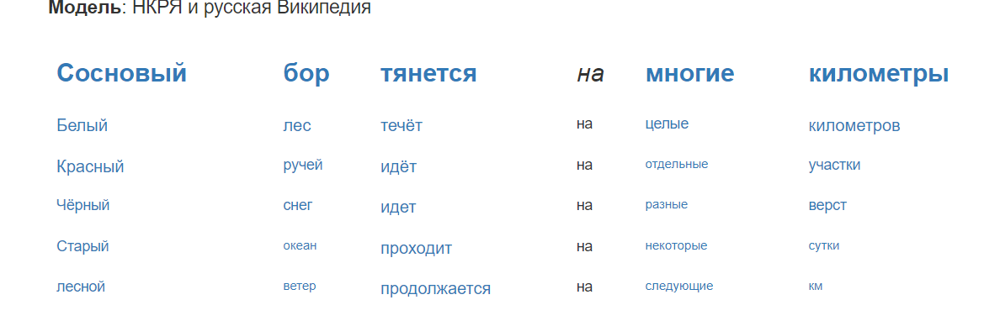 Модель: НКРЯ и русская Википедия
Сосновый бор тянется на многие километры
Белый лес течёт на целые километров
Красный ручей идёт на отдельные участки
Чёрный снег идет на разные верст
Старый океан проходит на некоторые сутки
лесной ветер продолжается на следующие км